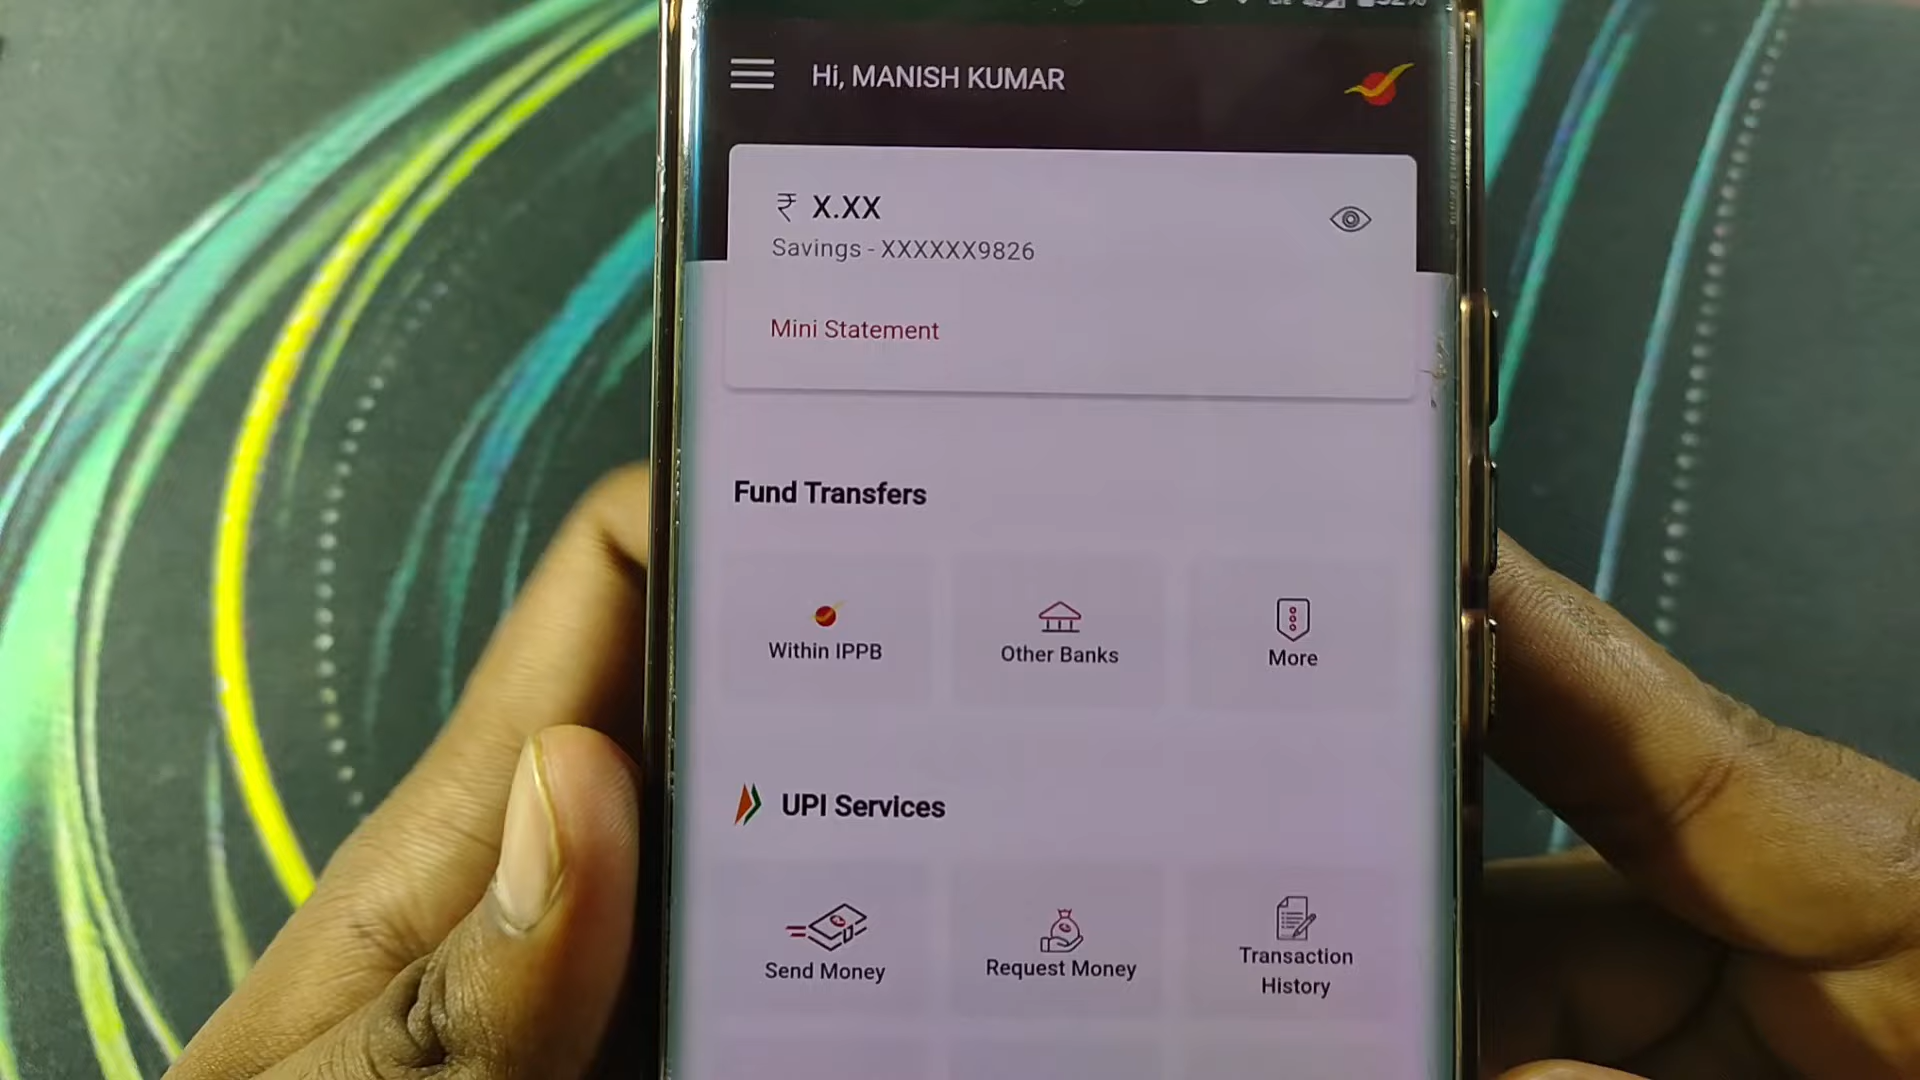 Hi, MANISH KUMAR
₹ X.XX
Savings - XXXXXX9826
Mini Statement
Fund Transfers
Within IPPB
Other Banks
More
UPI Services
Send Money
Request Money
Transaction
History